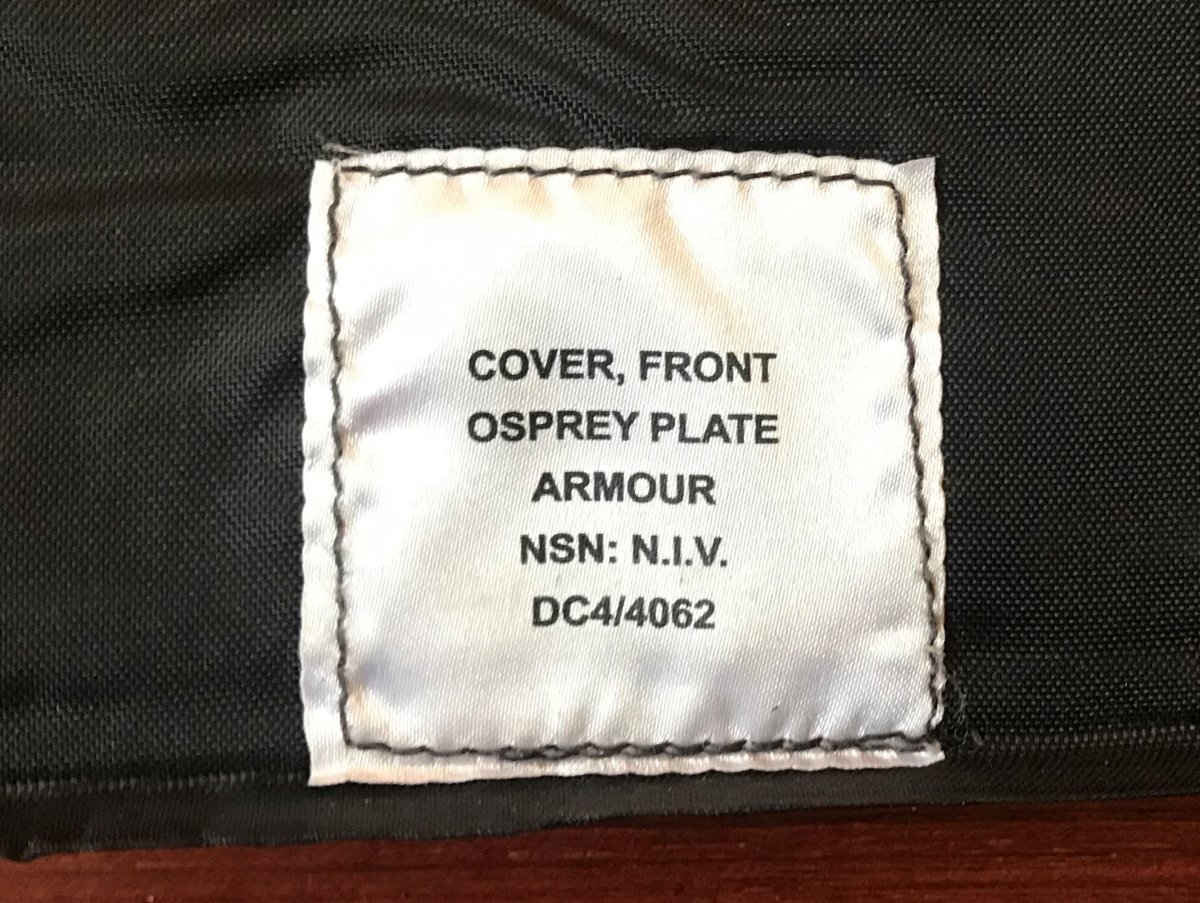 COVER, FRONT
OSPREY PLATE
ARMOUR
NSN: N.I.V.
DC4/4062